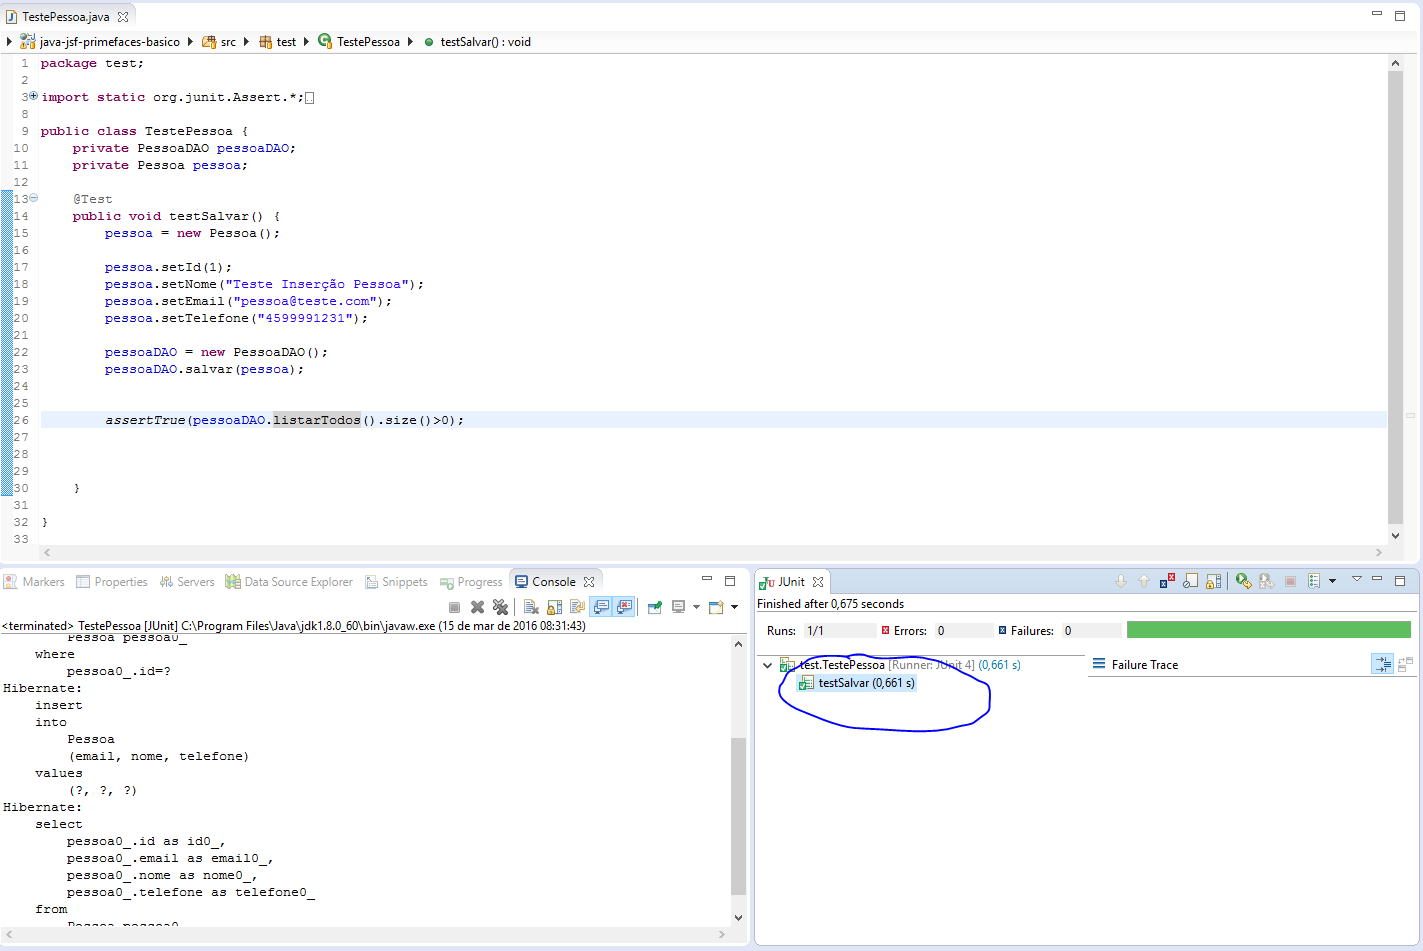 TestePessoa.java
java-jsf-primefaces-basico src test TestePessoa testSalvar() : void
1 package test;
2
3 import static org.junit.Assert.*;
8
9 public class TestePessoa {
10 private PessoaDAO pessoaDAO;
11 private Pessoa pessoa;
12
13 @Test
14 public void testSalvar() {
15 pessoa = new Pessoa();
16
17 pessoa.setId(1);
18 pessoa.setNome("Teste Inserção Pessoa");
19 pessoa.setEmail("pessoa@teste.com");
20 pessoa.setTelefone("4599991231");
21
22 pessoaDAO = new PessoaDAO();
23 pessoaDAO.salvar(pessoa);
24
25
26 assertTrue(pessoaDAO.listarTodos().size()>0);
27
28
29
30 }
31
32 }
33
Markers Properties Servers Data Source Explorer Snippets Progress Console
<terminated> TestePessoa [JUnit] C:\Program Files\Java\jdk1.8.0_60\bin\javaw.exe (15 de mar de 2016 08:31:43)
Pessoa pessoa0_
where
pessoa0_.id=?
Hibernate:
insert
into
Pessoa
(email, nome, telefone)
values
(?, ?, ?)
Hibernate:
select
pessoa0_.id as id0_,
pessoa0_.email as email0_,
pessoa0_.nome as nome0_,
pessoa0_.telefone as telefone0_
from
Pessoa pessoa0_
JUnit
Finished after 0,675 seconds
Runs: 1/1 Errors: 0 Failures: 0
test.TestePessoa [Runner: JUnit 4] (0,661 s)
testSalvar (0,661 s)
Failure Trace